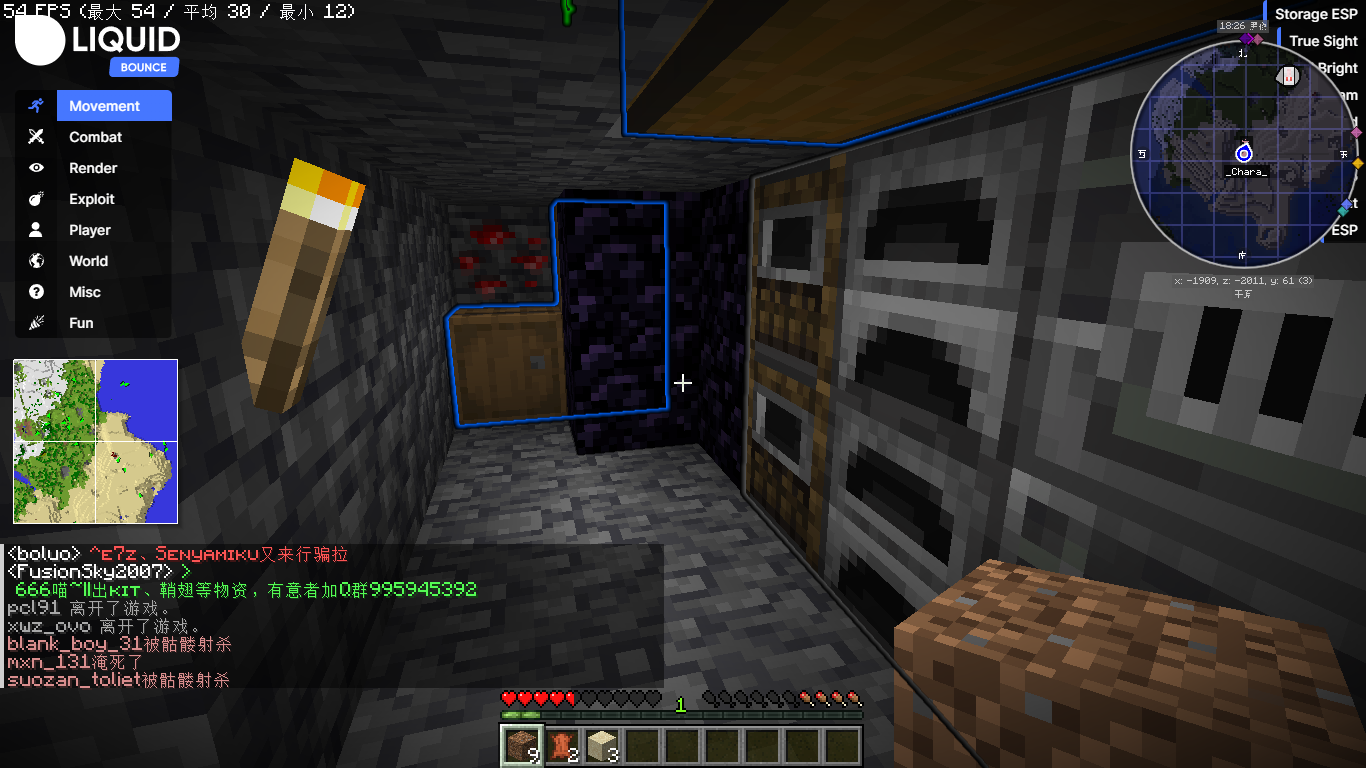 54 FPS (最大 54 / 平均 30 / 最小 12)
LIQUID
BOUNCE
Movement
Combat
Render
Exploit
Player
World
Misc
Fun
Storage ESP
True Sight
Bright
ESP
18:26
北
西
东
南
_Chara_
x: -1909, z: -2011, y: 61 (3)
平原
<boluo> ^E7Z、SENYAMIKU又来行骗拉
<FusionSky2007> >
666喵~||出KIT、鞘翅等物资，有意者加Q群995945392
pcl91 离开了游戏。
xwz_ovo 离开了游戏。
blank_boy_31被骷髅射杀
mxn_131淹死了
suozan_toliet被骷髅射杀
1
9
2
3